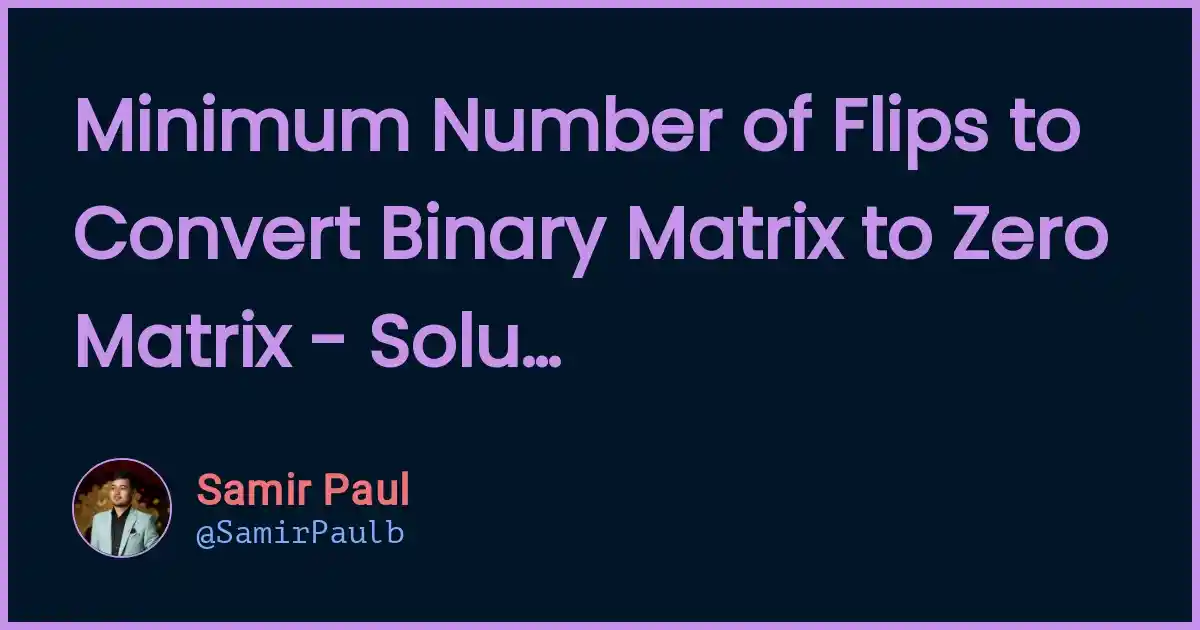 Minimum Number of Flips to
Convert Binary Matrix to Zero
Matrix - Solu...
Samir Paul
@SamirPaulb